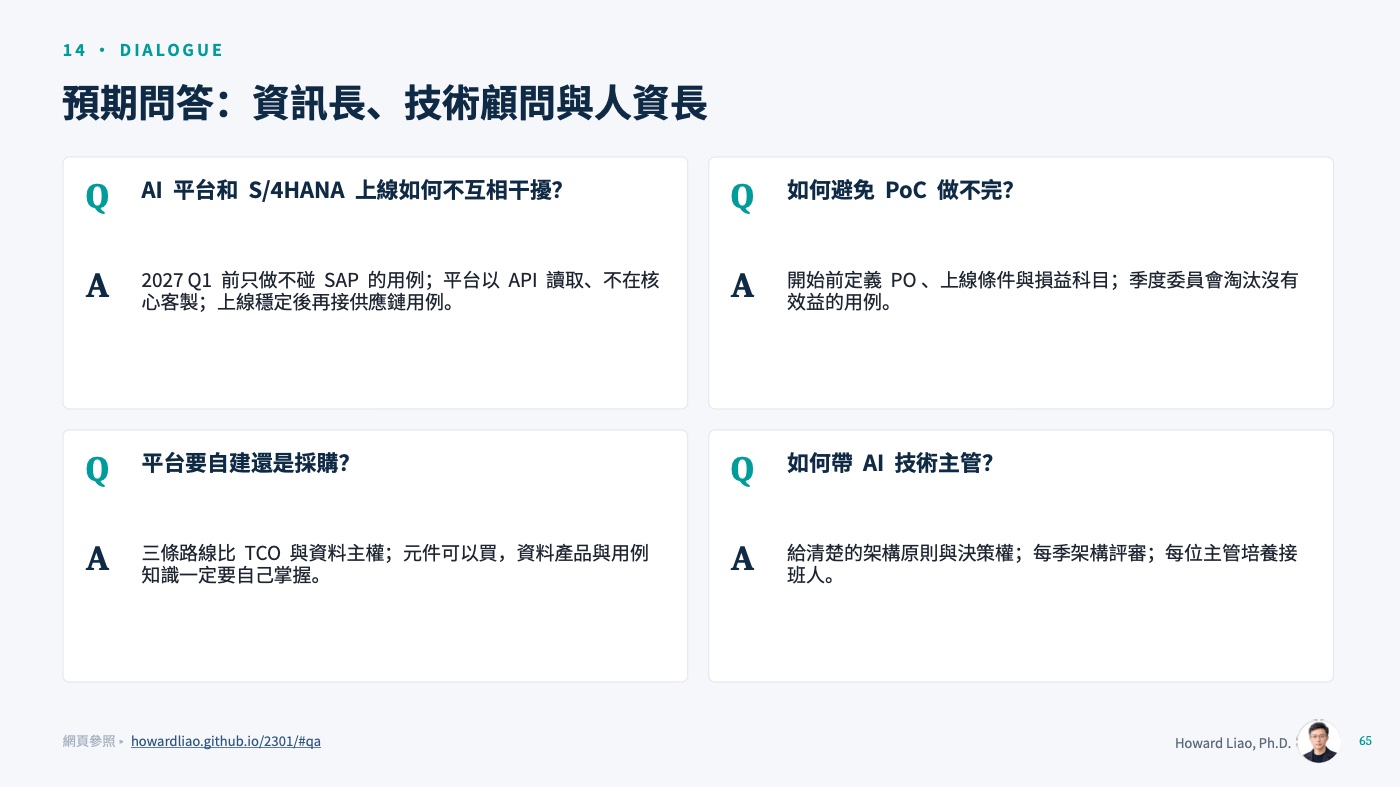 14 • DIALOGUE
預期問答：資訊長、技術顧問與人資長
Q
AI 平台和 S/4HANA 上線如何不互相干擾？
A
2027 Q1 前只做不碰 SAP 的用例；平台以 API 讀取、不在核
心客製；上線穩定後再接供應鏈用例。
Q
如何避免 PoC 做不完？
A
開始前定義 PO 、上線條件與損益科目；季度委員會淘汰沒有
效益的用例。
Q
平台要自建還是採購？
A
三條路線比 TCO 與資料主權；元件可以買，資料產品與用例
知識一定要自己掌握。
Q
如何帶 AI 技術主管？
A
給清楚的架構原則與決策權；每季架構評審；每位主管培養接
班人。
網頁參照 ▸ howardliao.github.io/2301/#qa
Howard Liao, Ph.D.
65